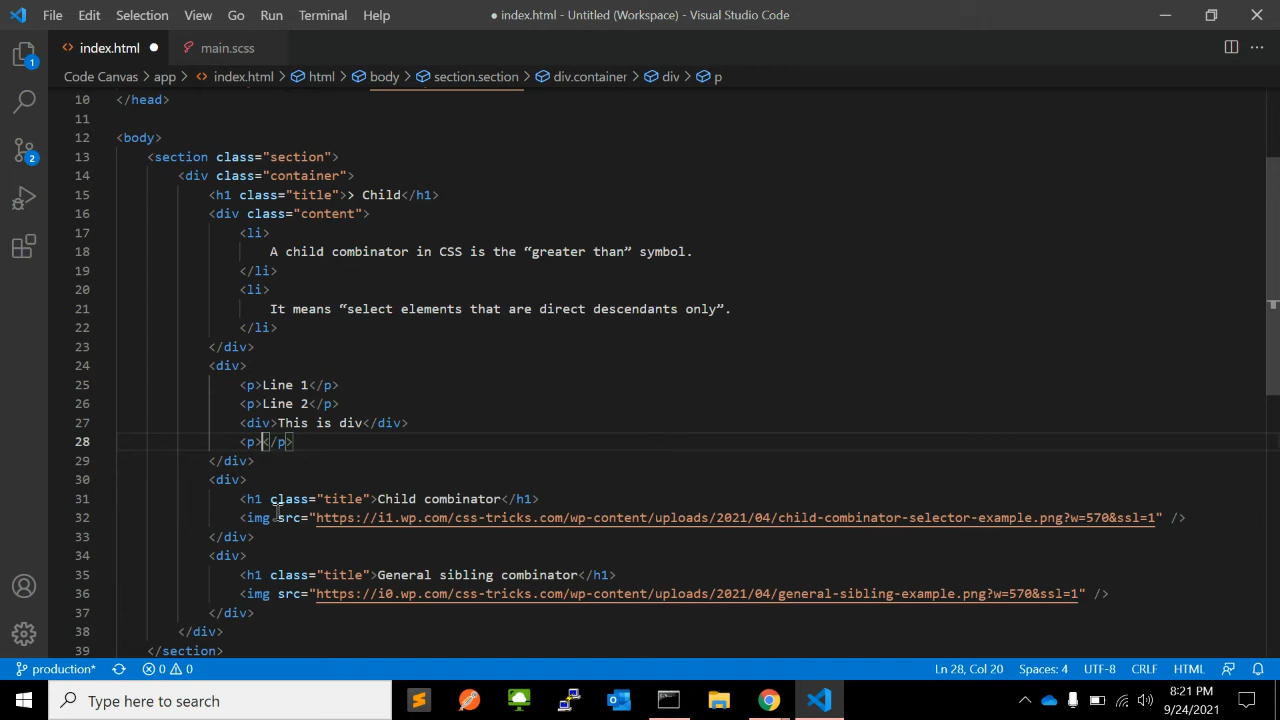 File Edit Selection View Go Run Terminal Help ● index.html - Untitled (Workspace) - Visual Studio Code
<> index.html ● main.scss
Code Canvas > app > <> index.html > html > body > section.section > div.container > div > p
10 </head>
11
12 <body>
13 <section class="section">
14 <div class="container">
15 <h1 class="title">> Child</h1>
16 <div class="content">
17 <li>
18 A child combinator in CSS is the “greater than” symbol.
19 </li>
20 <li>
21 It means “select elements that are direct descendants only”.
22 </li>
23 </div>
24 <div>
25 <p>Line 1</p>
26 <p>Line 2</p>
27 <div>This is div</div>
28 <p></p>
29 </div>
30 <div>
31 <h1 class="title">Child combinator</h1>
32 <img src="https://i1.wp.com/css-tricks.com/wp-content/uploads/2021/04/child-combinator-selector-example.png?w=570&ssl=1" />
33 </div>
34 <div>
35 <h1 class="title">General sibling combinator</h1>
36 <img src="https://i0.wp.com/css-tricks.com/wp-content/uploads/2021/04/general-sibling-example.png?w=570&ssl=1" />
37 </div>
38 </div>
39 </section>
1
2
production* 0 0 Ln 28, Col 20 Spaces: 4 UTF-8 CRLF HTML
Type here to search
8:21 PM
9/24/2021